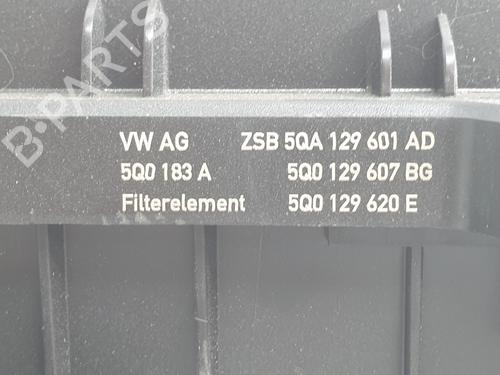 B-PARTS
VW AG ZSB 5QA 129 601 AD
5Q0 183 A 5Q0 129 607 BG
Filterelement 5Q0 129 620 E